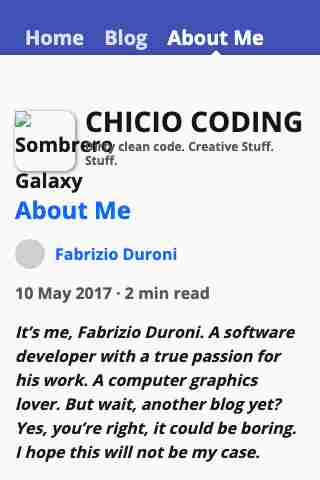 Home Blog About Me
CHICIO CODING
Dirty clean code. Creative Stuff.
Stuff.
Sombrero
Galaxy
About Me
Fabrizio Duroni
10 May 2017 · 2 min read
It's me, Fabrizio Duroni. A software
developer with a true passion for
his work. A computer graphics
lover. But wait, another blog yet?
Yes, you're right, it could be boring.
I hope this will not be my case.